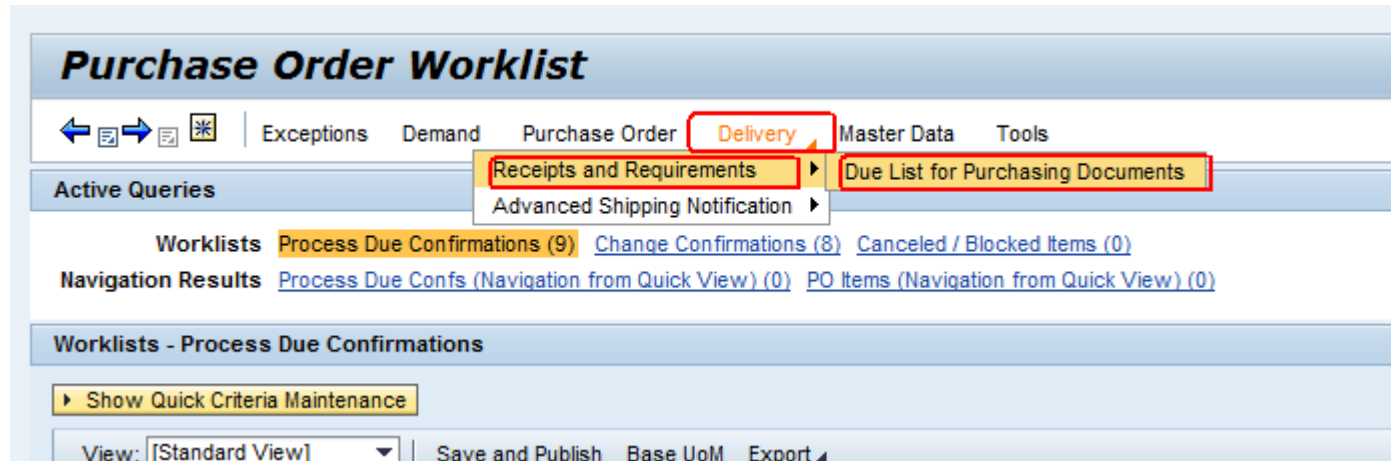 Purchase Order Worklist
Exceptions Demand Purchase Order Delivery Master Data Tools
Receipts and Requirements Due List for Purchasing Documents
Active Queries
Advanced Shipping Notification
Worklists Process Due Confirmations (9) Change Confirmations (8) Canceled / Blocked Items (0)
Navigation Results Process Due Confs (Navigation from Quick View) (0) PO Items (Navigation from Quick View) (0)
Worklists - Process Due Confirmations
Show Quick Criteria Maintenance
View: [Standard View] Save and Publish Base UoM Export